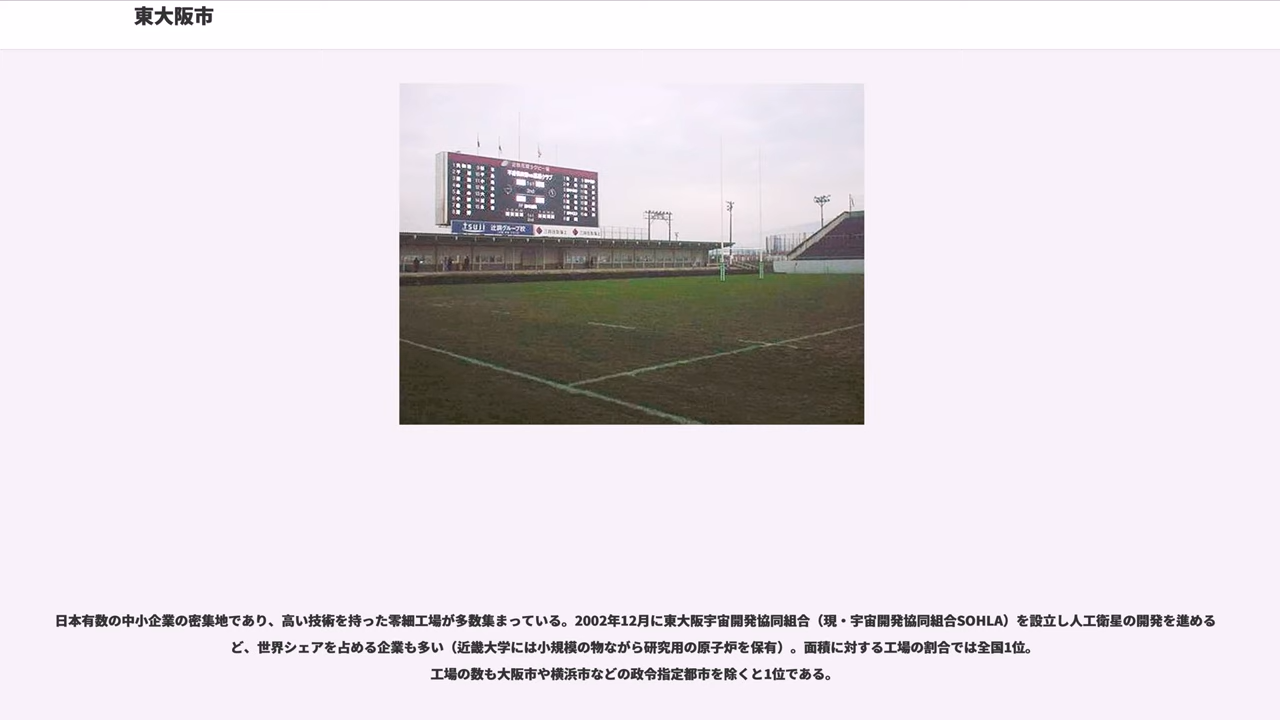 東大阪市
tsuji 辻調グループ校
日本有数の中小企業の密集地であり、高い技術を持った零細工場が多数集まっている。2002年12月に東大阪宇宙開発協同組合（現・宇宙開発協同組合SOHLA）を設立し人工衛星の開発を進める
ど、世界シェアを占める企業も多い（近畿大学には小規模の物ながら研究用の原子炉を保有）。面積に対する工場の割合では全国1位。
工場の数も大阪市や横浜市などの政令指定都市を除くと1位である。